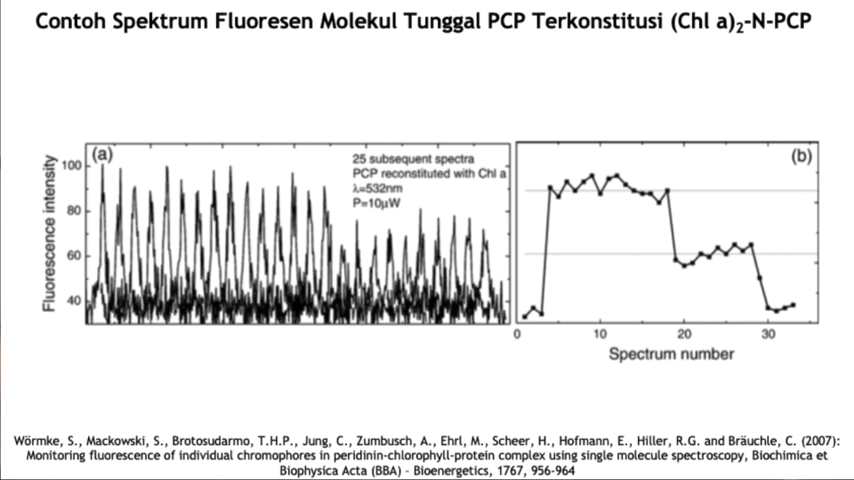 Contoh Spektrum Fluoresen Molekul Tunggal PCP Terkonstitusi (Chl a)₂-N-PCP
(a)
25 subsequent spectra
PCP reconstituted with Chl a
λ=532nm
P=10μW
Fluorescence intensity
100
80
60
40
(b)
0 10 20 30
Spectrum number
Wörmke, S., Mackowski, S., Brotosudarmo, T.H.P., Jung, C., Zumbusch, A., Ehrl, M., Scheer, H., Hofmann, E., Hiller, R.G. and Bräuchle, C. (2007):
Monitoring fluorescence of individual chromophores in peridinin-chlorophyll-protein complex using single molecule spectroscopy, Biochimica et
Biophysica Acta (BBA) - Bioenergetics, 1767, 956-964